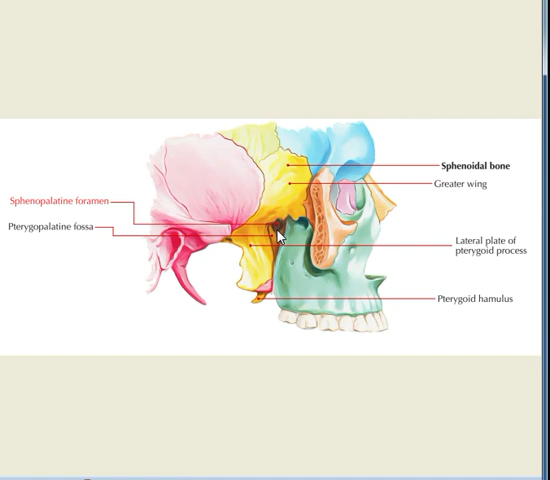 Sphenoidal bone
Greater wing
Sphenopalatine foramen
Pterygopalatine fossa
Lateral plate of
pterygoid process
Pterygoid hamulus